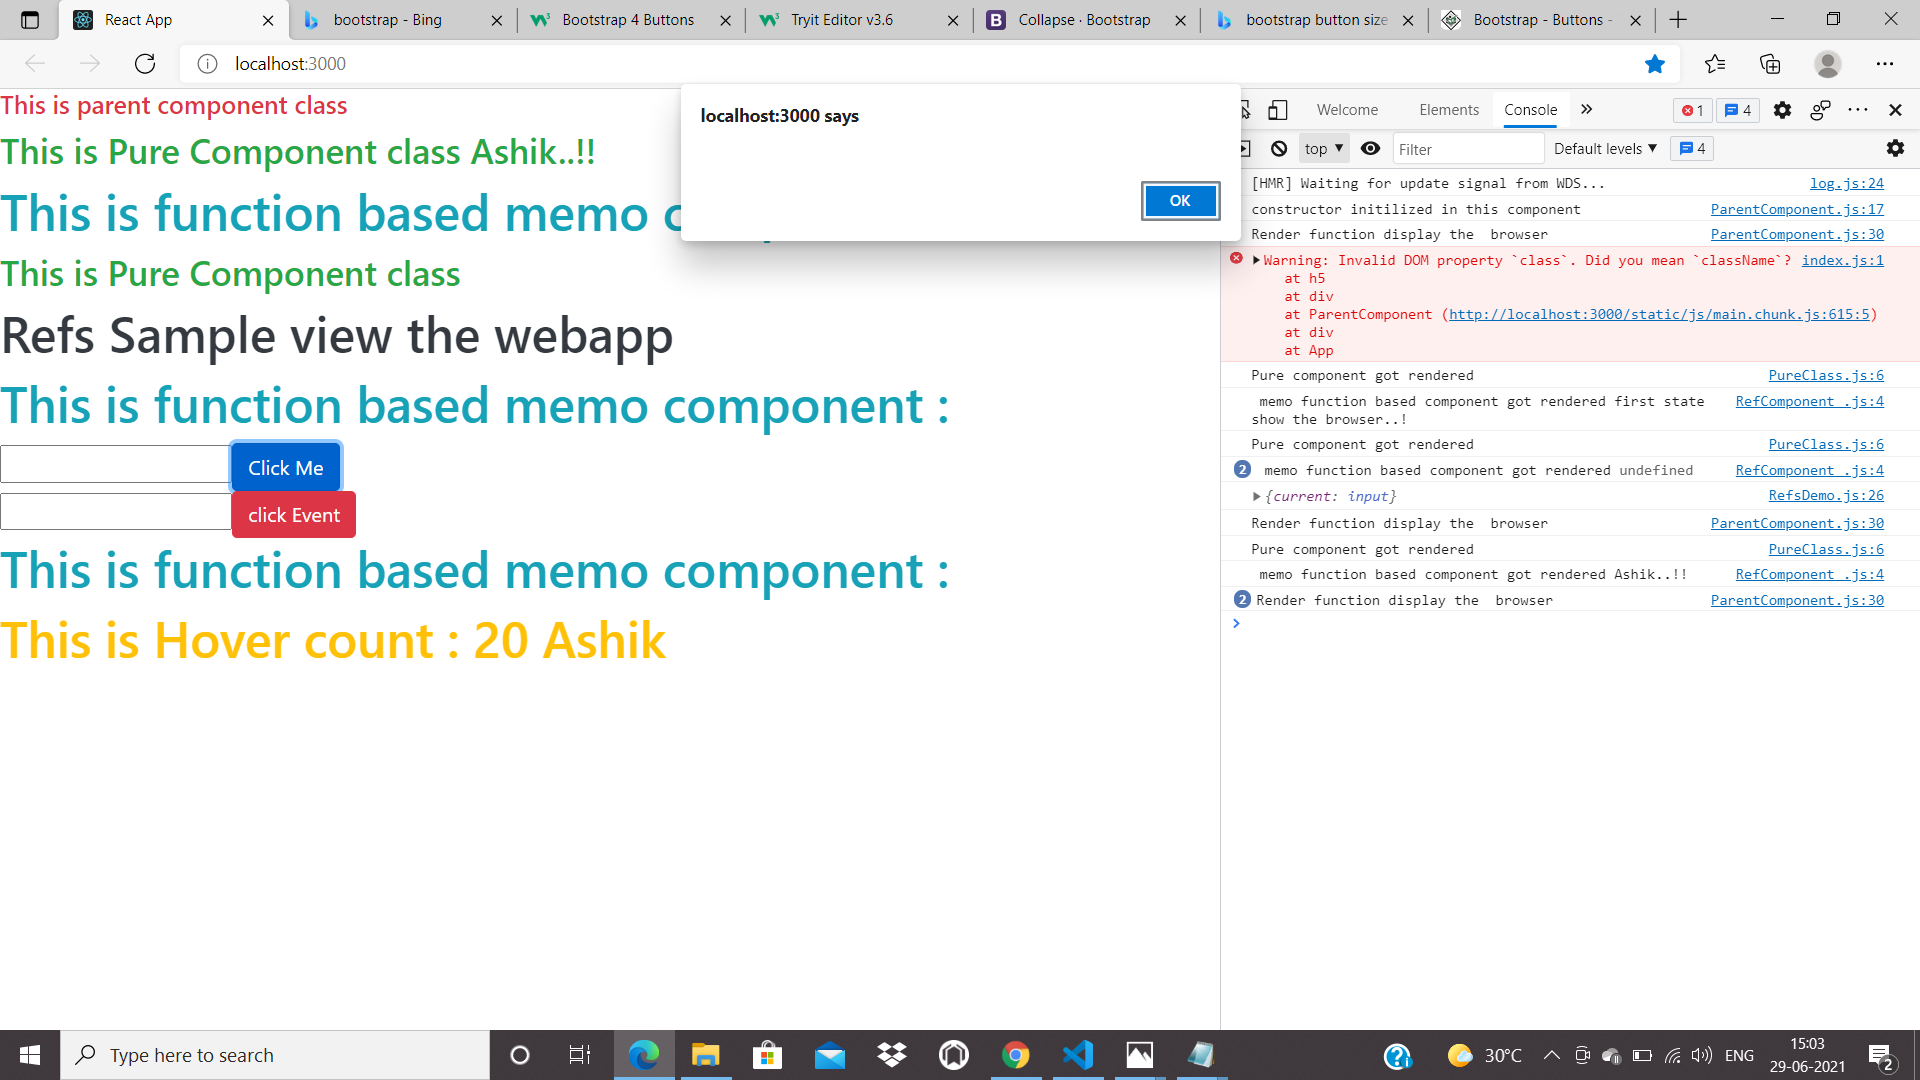 React App
bootstrap - Bing
Bootstrap 4 Buttons
Tryit Editor v3.6
Collapse · Bootstrap
bootstrap button size
Bootstrap - Buttons -
localhost:3000
This is parent component class
This is Pure Component class Ashik..!!
This is function based memo c
This is Pure Component class
Refs Sample view the webapp
This is function based memo component :
Click Me
click Event
This is function based memo component :
This is Hover count : 20 Ashik
localhost:3000 says
OK
Welcome
Elements
Console
1
4
top
Filter
Default levels
4
[HMR] Waiting for update signal from WDS... log.js:24
constructor initilized in this component ParentComponent.js:17
Render function display the  browser ParentComponent.js:30
Warning: Invalid DOM property `class`. Did you mean `className`? index.js:1
at h5
at div
at ParentComponent (http://localhost:3000/static/js/main.chunk.js:615:5)
at div
at App
Pure component got rendered PureClass.js:6
memo function based component got rendered first state RefComponent .js:4
show the browser..!
Pure component got rendered PureClass.js:6
2 memo function based component got rendered undefined RefComponent .js:4
{current: input} RefsDemo.js:26
Render function display the  browser ParentComponent.js:30
Pure component got rendered PureClass.js:6
memo function based component got rendered Ashik..!! RefComponent .js:4
2 Render function display the  browser ParentComponent.js:30
Type here to search
30°C
ENG
15:03
29-06-2021
2